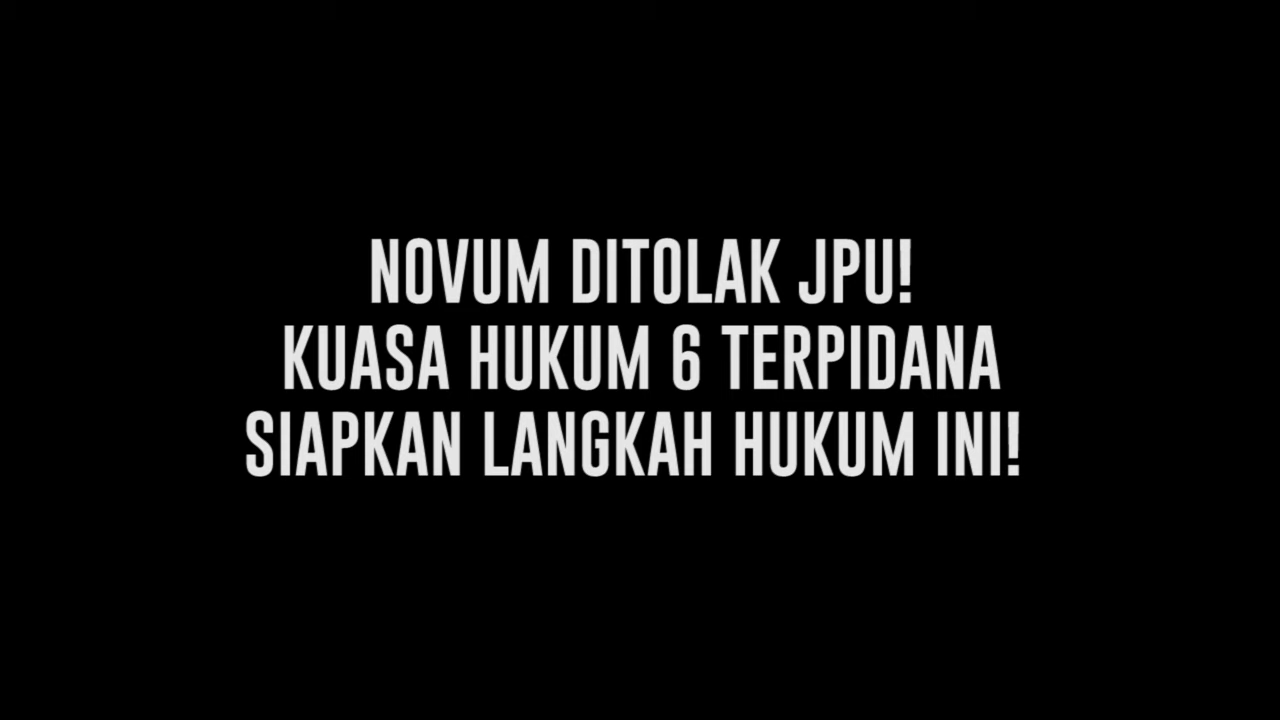 NOVUM DITOLAK JPU!
KUASA HUKUM 6 TERPIDANA
SIAPKAN LANGKAH HUKUM INI!